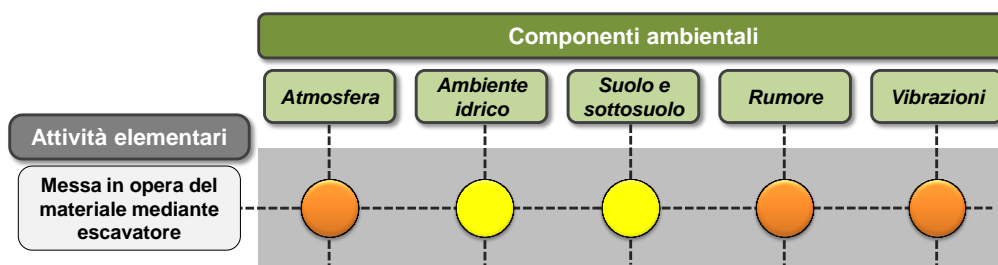 Componenti ambientali
Atmosfera
Ambiente
idrico
Suolo e
sottosuolo
Rumore
Vibrazioni
Attività elementari
Messa in opera del
materiale mediante
escavatore